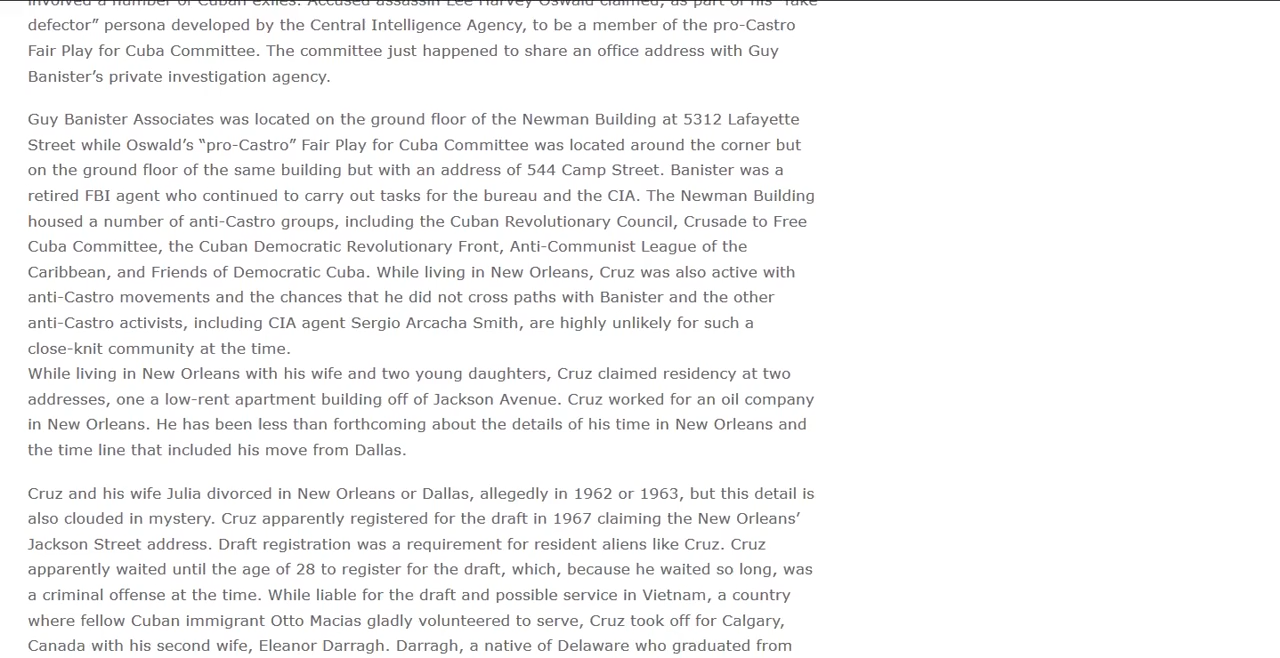 involved a number of Cuban exiles. Accused assassin Lee Harvey Oswald claimed, as part of his “fake
defector” persona developed by the Central Intelligence Agency, to be a member of the pro-Castro
Fair Play for Cuba Committee. The committee just happened to share an office address with Guy
Banister’s private investigation agency.
Guy Banister Associates was located on the ground floor of the Newman Building at 5312 Lafayette
Street while Oswald’s “pro-Castro” Fair Play for Cuba Committee was located around the corner but
on the ground floor of the same building but with an address of 544 Camp Street. Banister was a
retired FBI agent who continued to carry out tasks for the bureau and the CIA. The Newman Building
housed a number of anti-Castro groups, including the Cuban Revolutionary Council, Crusade to Free
Cuba Committee, the Cuban Democratic Revolutionary Front, Anti-Communist League of the
Caribbean, and Friends of Democratic Cuba. While living in New Orleans, Cruz was also active with
anti-Castro movements and the chances that he did not cross paths with Banister and the other
anti-Castro activists, including CIA agent Sergio Arcacha Smith, are highly unlikely for such a
close-knit community at the time.
While living in New Orleans with his wife and two young daughters, Cruz claimed residency at two
addresses, one a low-rent apartment building off of Jackson Avenue. Cruz worked for an oil company
in New Orleans. He has been less than forthcoming about the details of his time in New Orleans and
the time line that included his move from Dallas.
Cruz and his wife Julia divorced in New Orleans or Dallas, allegedly in 1962 or 1963, but this detail is
also clouded in mystery. Cruz apparently registered for the draft in 1967 claiming the New Orleans’
Jackson Street address. Draft registration was a requirement for resident aliens like Cruz. Cruz
apparently waited until the age of 28 to register for the draft, which, because he waited so long, was
a criminal offense at the time. While liable for the draft and possible service in Vietnam, a country
where fellow Cuban immigrant Otto Macias gladly volunteered to serve, Cruz took off for Calgary,
Canada with his second wife, Eleanor Darragh. Darragh, a native of Delaware who graduated from